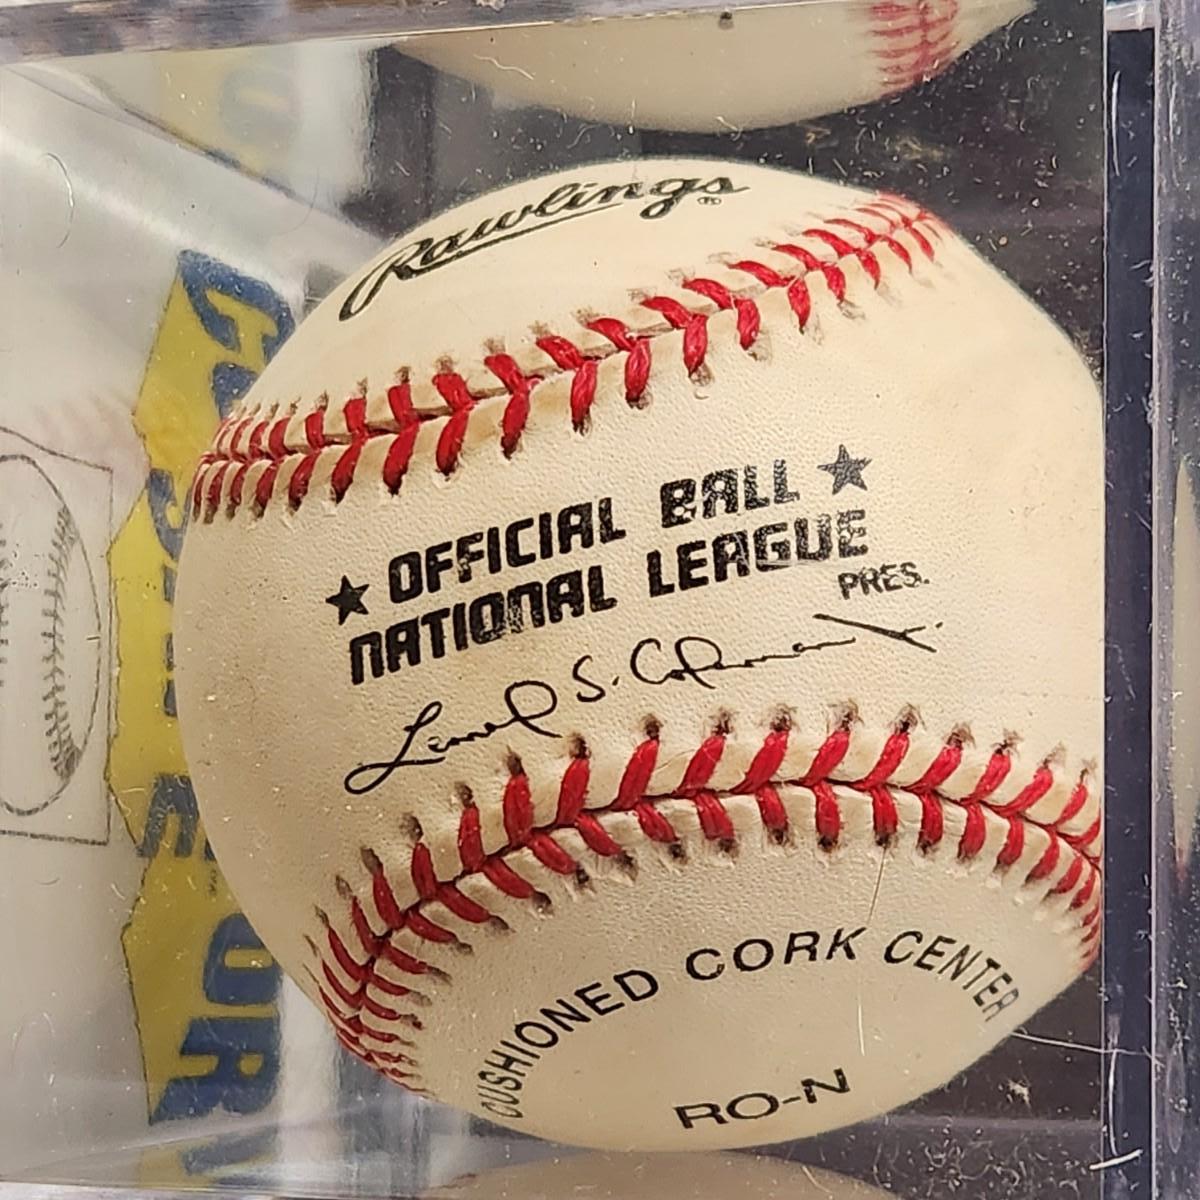 Rawlings®
★ OFFICIAL BALL ★
NATIONAL LEAGUE
PRES.
Leonard S. Coleman Jr.
CUSHIONED CORK CENTER
RO-N